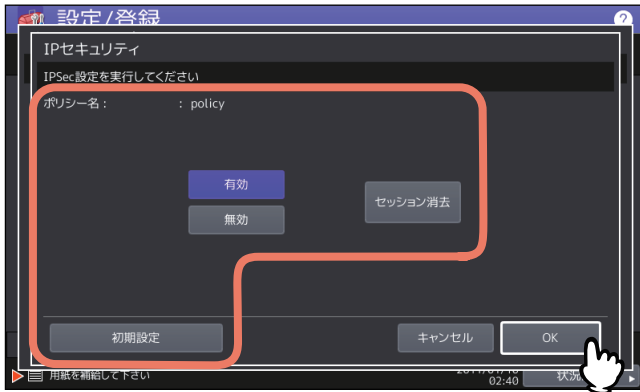 設定/登録
?
IPセキュリティ
IPSec設定を実行してください
ポリシー名 : : policy
有効
セッション消去
無効
初期設定
キャンセル
OK
用紙を補給して下さい
02:40
状況